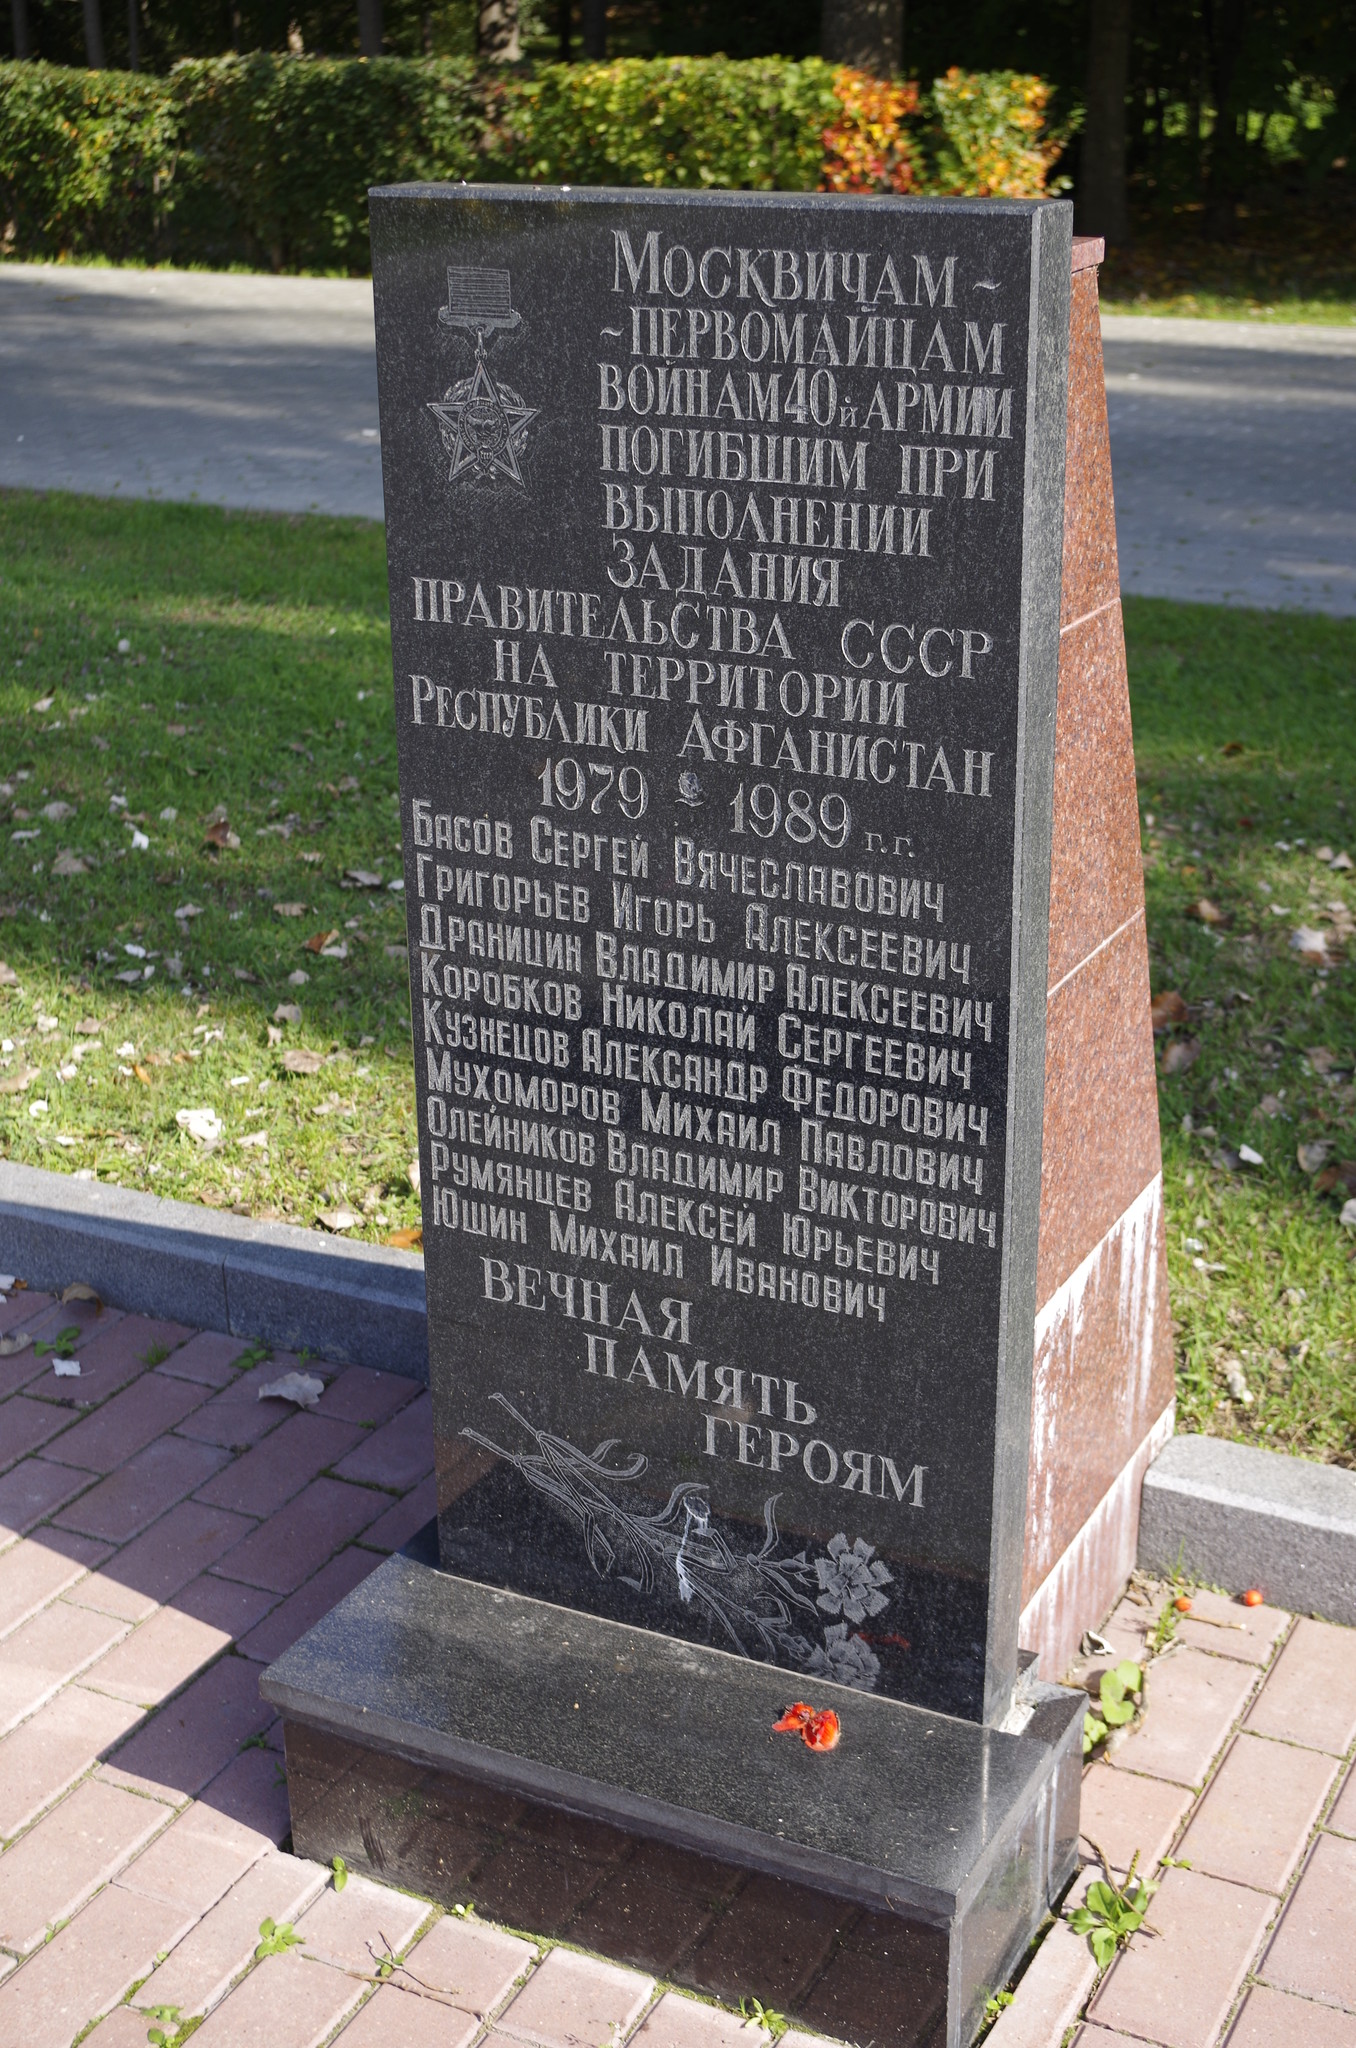 Москвичам -
- первомайцам
воинам 40й армии
погибшим при
выполнении
задания
правительства СССР
на территории
Республики Афганистан
1979 1989 г.г.
Басов Сергей Вячеславович
Григорьев Игорь Алексеевич
Драницин Владимир Алексеевич
Коробков Николай Сергеевич
Кузнецов Александр Федорович
Мухоморов Михаил Павлович
Олейников Владимир Викторович
Румянцев Алексей Юрьевич
Юшин Михаил Иванович
Вечная
память
героям